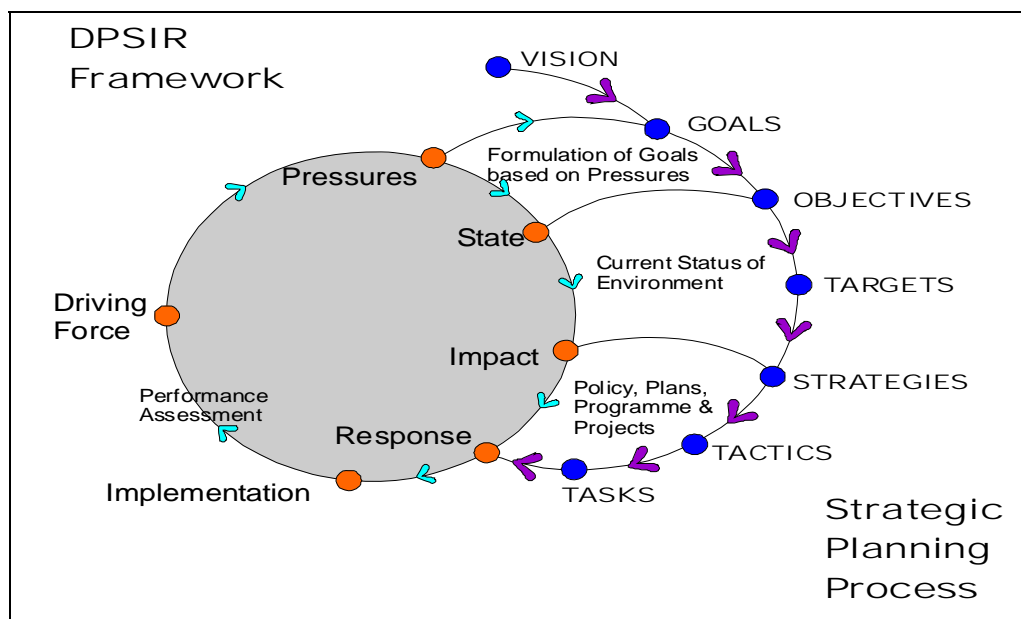 DPSIR
Framework
VISION
GOALS
Formulation of Goals
based on Pressures
Pressures
OBJECTIVES
State
Current Status of
Environment
TARGETS
Driving
Force
Impact
STRATEGIES
Performance
Assessment
Policy, Plans,
Programme &
Projects
Response
TACTICS
Implementation
TASKS
Strategic
Planning
Process